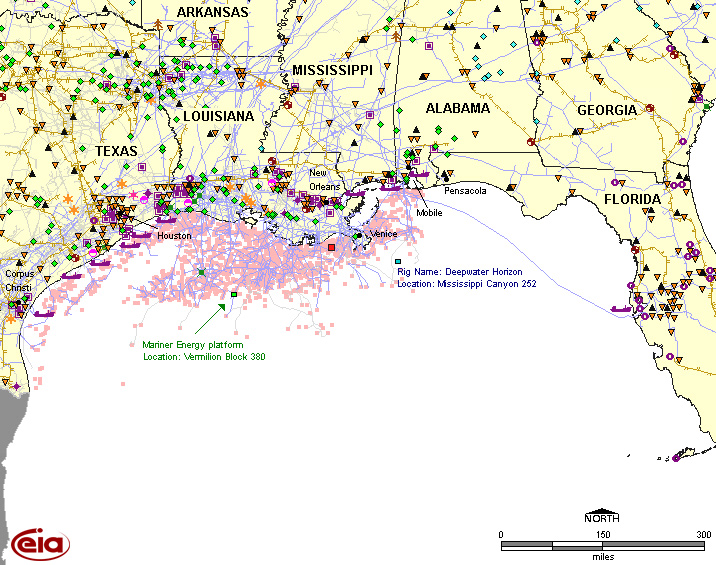 ARKANSAS
MISSISSIPPI
LOUISIANA
ALABAMA
GEORGIA
TEXAS
New
Orleans
Pensacola
FLORIDA
Mobile
Houston
Venice
Corpus
Christi
Rig Name: Deepwater Horizon
Location: Mississippi Canyon 252
Mariner Energy platform
Location: Vermilion Block 380
NORTH
0 150 300
miles
eia